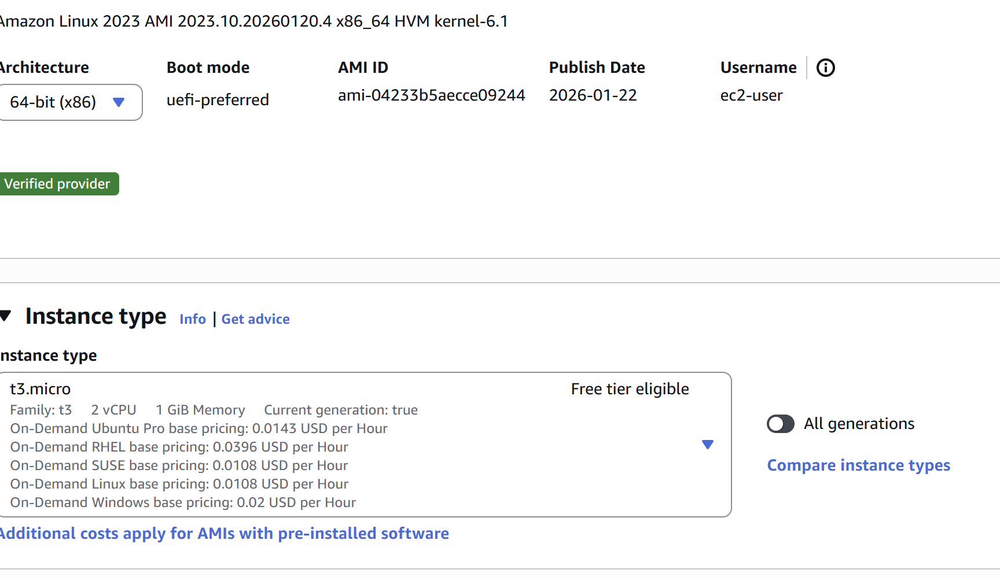 Amazon Linux 2023 AMI 2023.10.20260120.4 x86_64 HVM kernel-6.1
Architecture Boot mode AMI ID Publish Date Username
64-bit (x86) uefi-preferred ami-04233b5aecce09244 2026-01-22 ec2-user
Verified provider
Instance type Info | Get advice
Instance type
t3.micro Free tier eligible
Family: t3 2 vCPU 1 GiB Memory Current generation: true
On-Demand Ubuntu Pro base pricing: 0.0143 USD per Hour
On-Demand RHEL base pricing: 0.0396 USD per Hour
On-Demand SUSE base pricing: 0.0108 USD per Hour
On-Demand Linux base pricing: 0.0108 USD per Hour
On-Demand Windows base pricing: 0.02 USD per Hour
All generations
Compare instance types
Additional costs apply for AMIs with pre-installed software